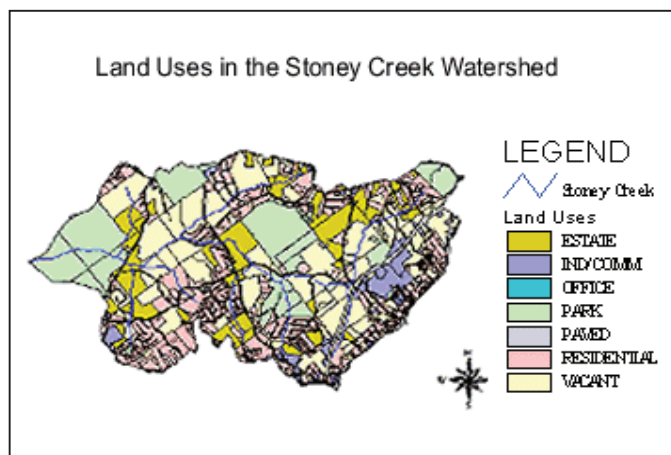 Land Uses in the Stoney Creek Watershed
LEGEND
Stoney Creek
Land Uses
ESTATE
IND/COMM
OFFICE
PARK
PAVED
RESIDENTIAL
VACANT